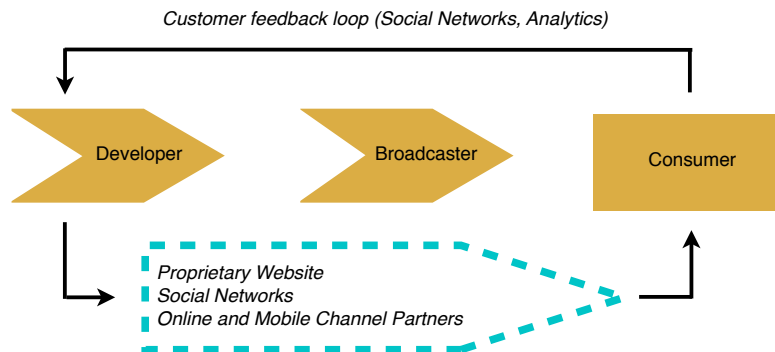 Customer feedback loop (Social Networks, Analytics)
Developer
Broadcaster
Consumer
Proprietary Website
Social Networks
Online and Mobile Channel Partners